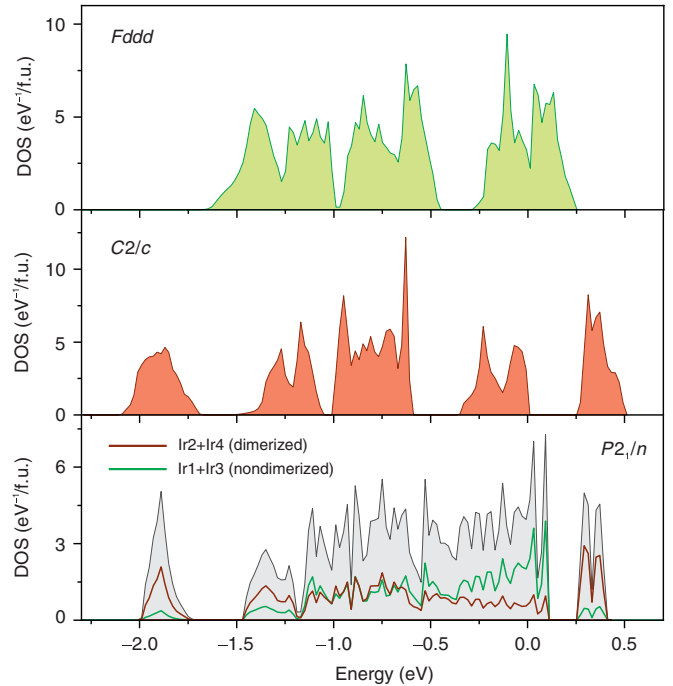 10
Fddd
5
0
DOS (eV⁻¹/f.u.)
C2/c
10
5
0
DOS (eV⁻¹/f.u.)
Ir2+Ir4 (dimerized)
P2₁/n
Ir1+Ir3 (nondimerized)
6
3
0
DOS (eV⁻¹/f.u.)
−2.0 −1.5 −1.0 −0.5 0.0 0.5
Energy (eV)